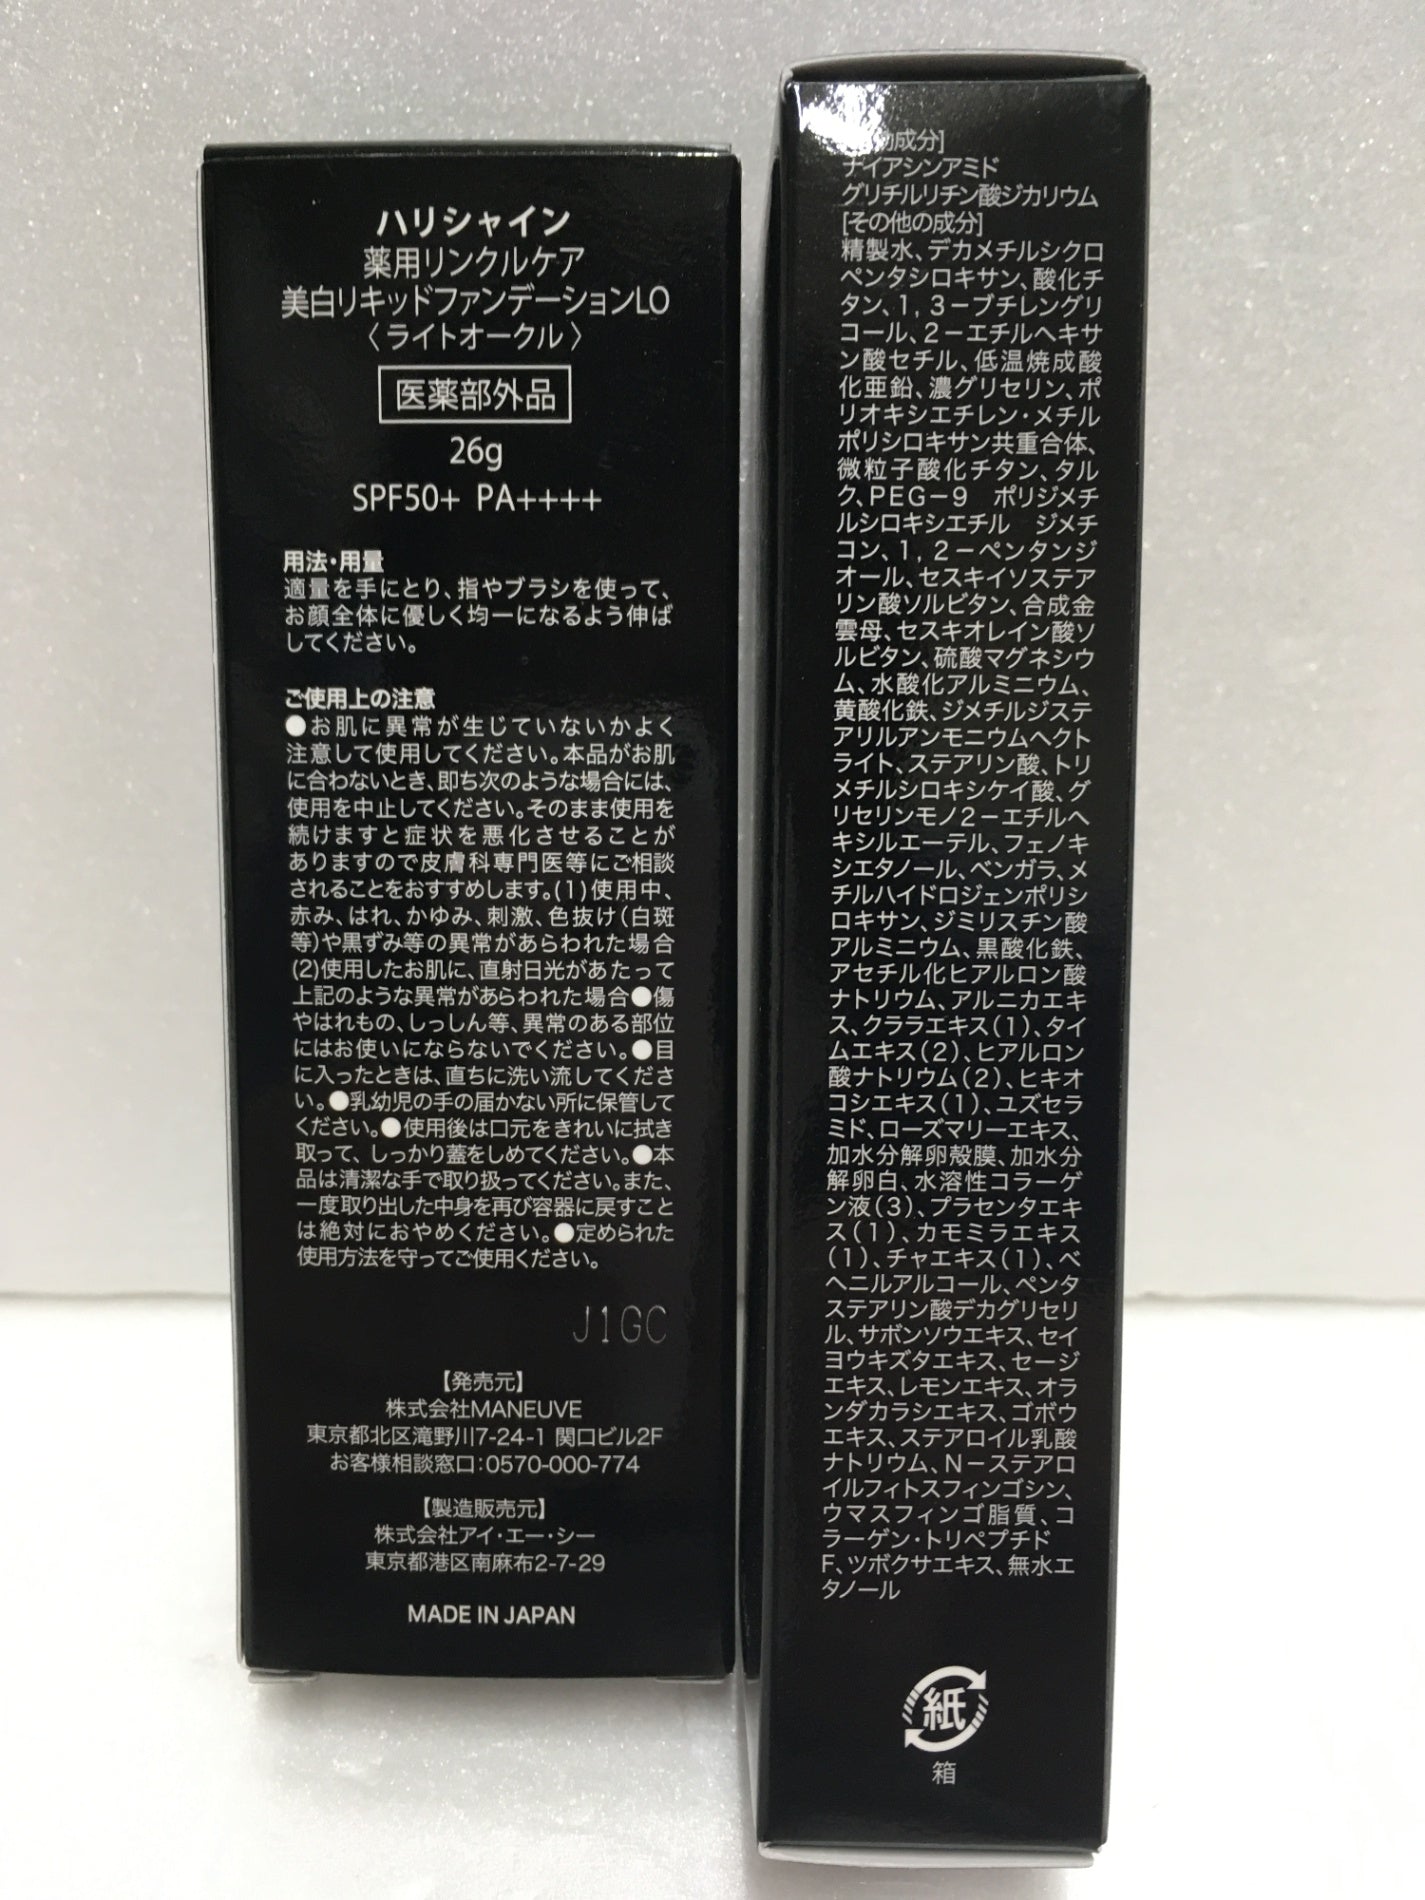 ハリシャイン
薬用リンクルケア
美白リキッドファンデーションLO
〈ライトオークル〉
医薬部外品
26g
SPF50+ PA++++
用法・用量
適量を手にとり、指やブラシを使って、
お顔全体に優しく均一になるよう伸ば
してください。
ご使用上の注意
●お肌に異常が生じていないかよく
注意して使用してください。本品がお肌
に合わないとき、即ち次のような場合には、
使用を中止してください。そのまま使用を
続けますと症状を悪化させることが
ありますので皮膚科専門医等にご相談
されることをおすすめします。(1)使用中、
赤み、はれ、かゆみ、刺激、色抜け(白斑
等)や黒ずみ等の異常があらわれた場合
(2)使用したお肌に、直射日光があたって
上記のような異常があらわれた場合●傷
やはれもの、しっしん等、異常のある部位
にはお使いにならないでください。●目
に入ったときは、直ちに洗い流してくださ
い。●乳幼児の手の届かない所に保管して
ください。●使用後は口元をきれいに拭き
取って、しっかり蓋をしめてください。●本
品は清潔な手で取り扱ってください。また、
一度取り出した中身を再び容器に戻すこと
は絶対におやめください。●定められた
使用方法を守ってご使用ください。
J1GC
【発売元】
株式会社MANEUVE
東京都北区滝野川7-24-1 関口ビル2F
お客様相談窓口:0570-000-774
【製造販売元】
株式会社アイ・エー・シー
東京都港区南麻布2-7-29
MADE IN JAPAN
成分]
ナイアシンアミド
グリチルリチン酸ジカリウム
[その他の成分]
精製水、デカメチルシクロ
ペンタシロキサン、酸化チ
タン、1,3－ブチレングリ
コール、2－エチルヘキサ
ン酸セチル、低温焼成酸
化亜鉛、濃グリセリン、ポ
リオキシエチレン・メチル
ポリシロキサン共重合体、
微粒子酸化チタン、タル
ク、PEG－9　ポリジメチ
ルシロキシエチル　ジメチ
コン、1,2－ペンタンジ
オール、セスキイソステア
リン酸ソルビタン、合成金
雲母、セスキオレイン酸ソ
ルビタン、硫酸マグネシウ
ム、水酸化アルミニウム、
黄酸化鉄、ジメチルジステ
アリルアンモニウムヘクト
ライト、ステアリン酸、トリ
メチルシロキシケイ酸、グ
リセリンモノ2－エチルヘ
キシルエーテル、フェノキ
シエタノール、ベンガラ、メ
チルハイドロジェンポリシ
ロキサン、ジミリスチン酸
アルミニウム、黒酸化鉄、
アセチル化ヒアルロン酸
ナトリウム、アルニカエキ
ス、クララエキス(1)、タイ
ムエキス(2)、ヒアルロン
酸ナトリウム(2)、ヒキオ
コシエキス(1)、ユズセラ
ミド、ローズマリーエキス、
加水分解卵殻膜、加水分
解卵白、水溶性コラーゲ
ン液(3)、プラセンタエキ
ス(1)、カモミラエキス
(1)、チャエキス(1)、ベ
ヘニルアルコール、ペンタ
ステアリン酸デカグリセリ
ル、サボンソウエキス、セイ
ヨウキズタエキス、セージ
エキス、レモンエキス、オラ
ンダカラシエキス、ゴボウ
エキス、ステアロイル乳酸
ナトリウム、N－ステアロ
イルフィトスフィンゴシン、
ウマスフィンゴ脂質、コ
ラーゲン・トリペプチド
F、ツボクサエキス、無水エ
タノール
紙
箱